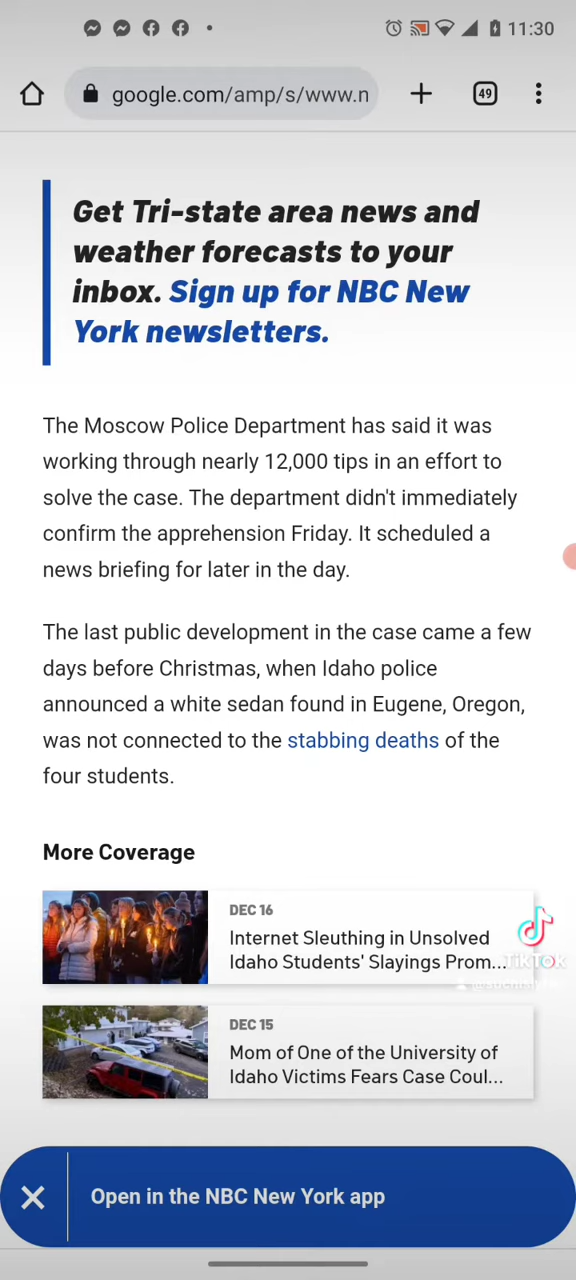 11:30
google.com/amp/s/www.n
49
Get Tri-state area news and
weather forecasts to your
inbox. Sign up for NBC New
York newsletters.
The Moscow Police Department has said it was
working through nearly 12,000 tips in an effort to
solve the case. The department didn't immediately
confirm the apprehension Friday. It scheduled a
news briefing for later in the day.
The last public development in the case came a few
days before Christmas, when Idaho police
announced a white sedan found in Eugene, Oregon,
was not connected to the stabbing deaths of the
four students.
More Coverage
DEC 16
Internet Sleuthing in Unsolved
Idaho Students' Slayings Prom...
TikTok
DEC 15
Mom of One of the University of
Idaho Victims Fears Case Coul...
Open in the NBC New York app